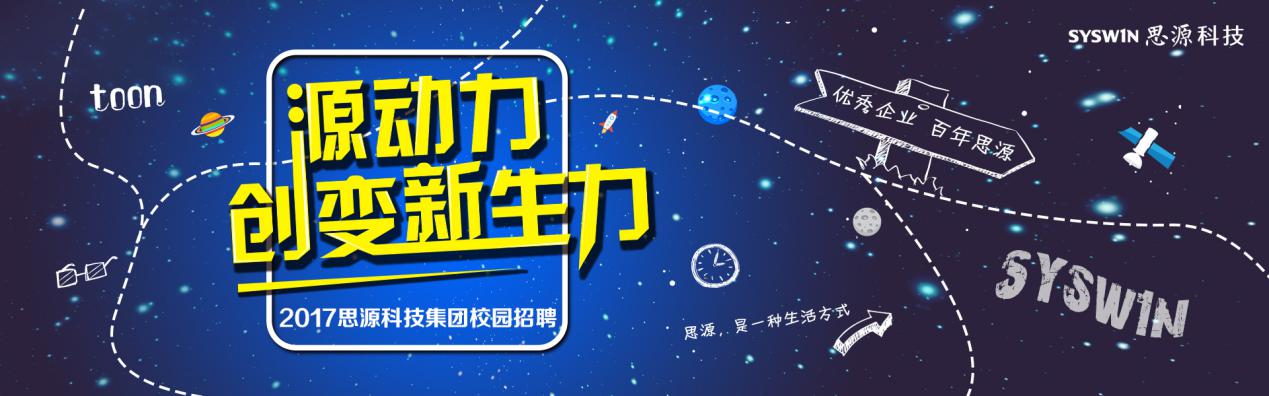 SYSWIN 思源科技
toon
源动力
创变新生力
2017思源科技集团校园招聘
优秀企业 百年思源
思源，是一种生活方式
SYSWIN